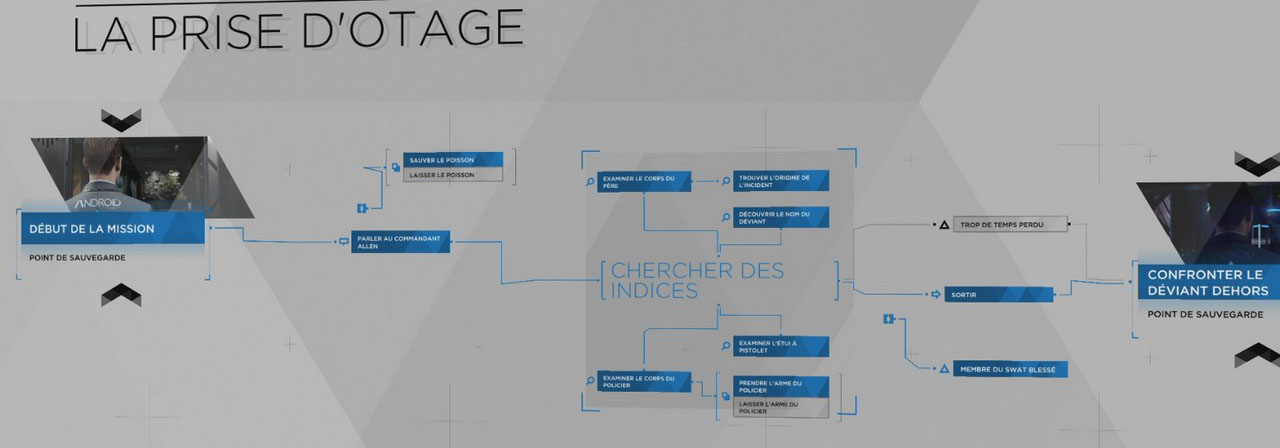 LA PRISE D'OTAGE
ANDROID
DÉBUT DE LA MISSION
POINT DE SAUVEGARDE
SAUVER LE POISSON
LAISSER LE POISSON
PARLER AU COMMANDANT
ALLEN
EXAMINER LE CORPS DU
PÈRE
TROUVER L'ORIGINE DE
L'INCIDENT
DÉCOUVRIR LE NOM DU
DÉVIANT
CHERCHER DES
INDICES
EXAMINER L'ÉTUI À
PISTOLET
EXAMINER LE CORPS DU
POLICIER
PRENDRE L'ARME DU
POLICIER
LAISSER L'ARME DU
POLICIER
TROP DE TEMPS PERDU
SORTIR
MEMBRE DU SWAT BLESSÉ
CONFRONTER LE
DÉVIANT DEHORS
POINT DE SAUVEGARDE